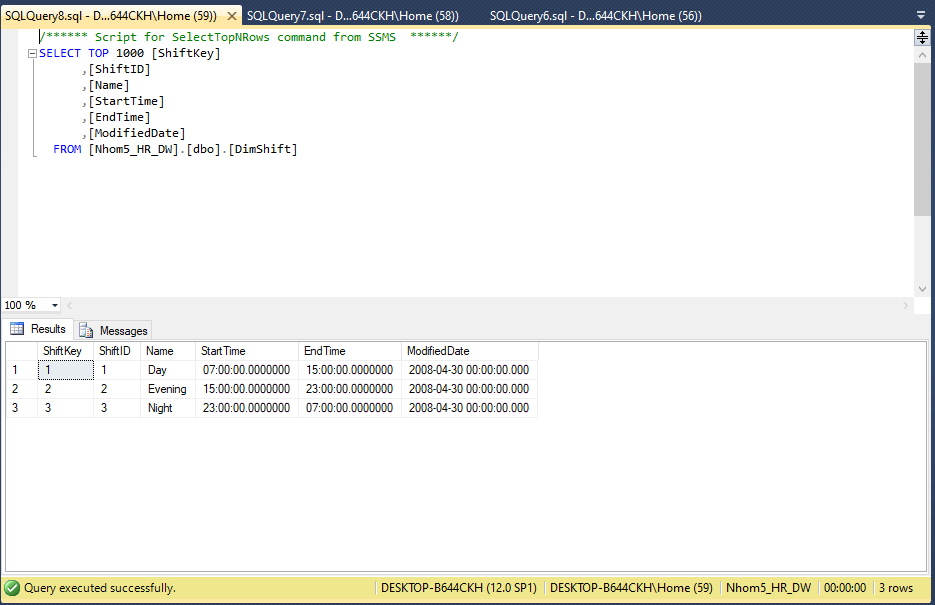 SQLQuery8.sql - D...644CKH\Home (59)) SQLQuery7.sql - D...644CKH\Home (58)) SQLQuery6.sql - D...644CKH\Home (56))
/****** Script for SelectTopNRows command from SSMS ******/
SELECT TOP 1000 [ShiftKey]
,[ShiftID]
,[Name]
,[StartTime]
,[EndTime]
,[ModifiedDate]
FROM [Nhom5_HR_DW].[dbo].[DimShift]
100 %
Results Messages
ShiftKey ShiftID Name StartTime EndTime ModifiedDate
1 1 1 Day 07:00:00.0000000 15:00:00.0000000 2008-04-30 00:00:00.000
2 2 2 Evening 15:00:00.0000000 23:00:00.0000000 2008-04-30 00:00:00.000
3 3 3 Night 23:00:00.0000000 07:00:00.0000000 2008-04-30 00:00:00.000
Query executed successfully. DESKTOP-B644CKH (12.0 SP1) DESKTOP-B644CKH\Home (59) Nhom5_HR_DW 00:00:00 3 rows